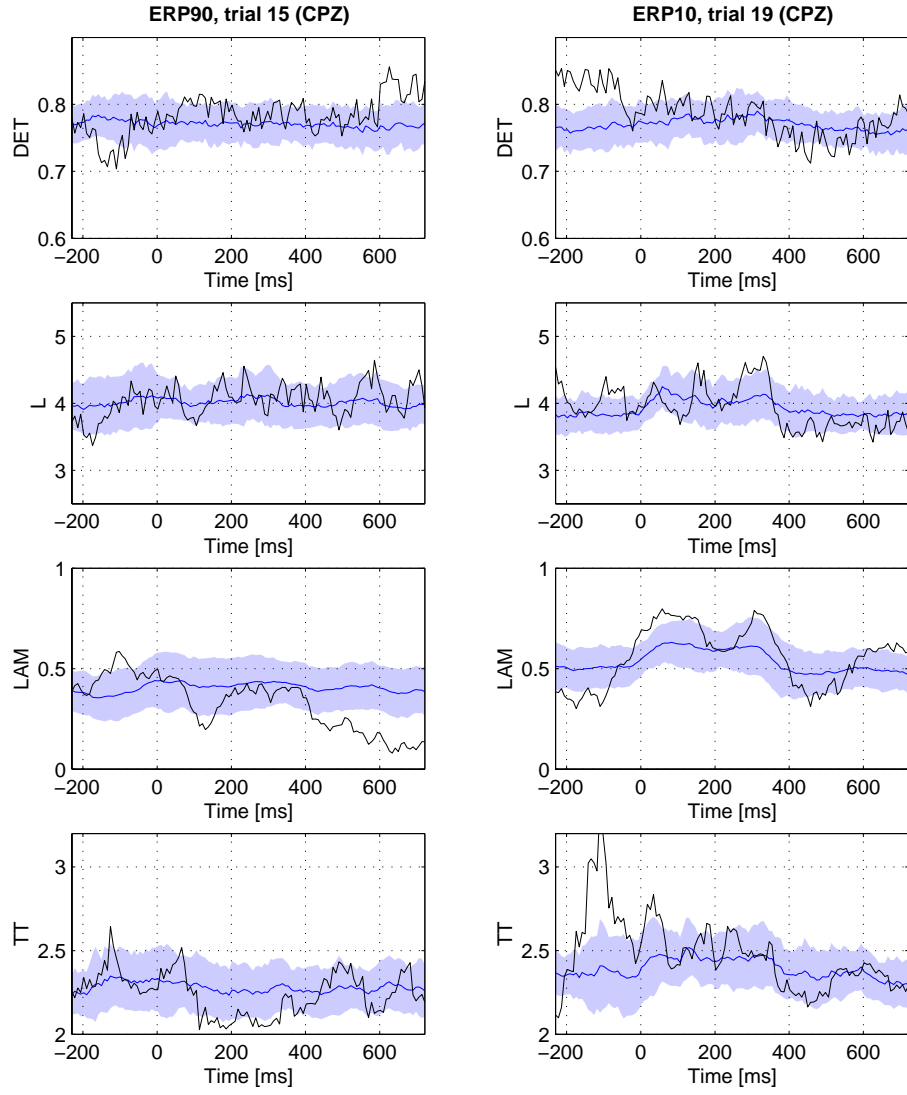 ERP90, trial 15 (CPZ)
ERP10, trial 19 (CPZ)
DET
0.8
0.7
0.6
−200 0 200 400 600
Time [ms]
DET
0.8
0.7
0.6
−200 0 200 400 600
Time [ms]
L
5
4
3
−200 0 200 400 600
Time [ms]
L
5
4
3
−200 0 200 400 600
Time [ms]
LAM
1
0.5
0
−200 0 200 400 600
Time [ms]
LAM
1
0.5
0
−200 0 200 400 600
Time [ms]
TT
3
2.5
2
−200 0 200 400 600
Time [ms]
TT
3
2.5
2
−200 0 200 400 600
Time [ms]